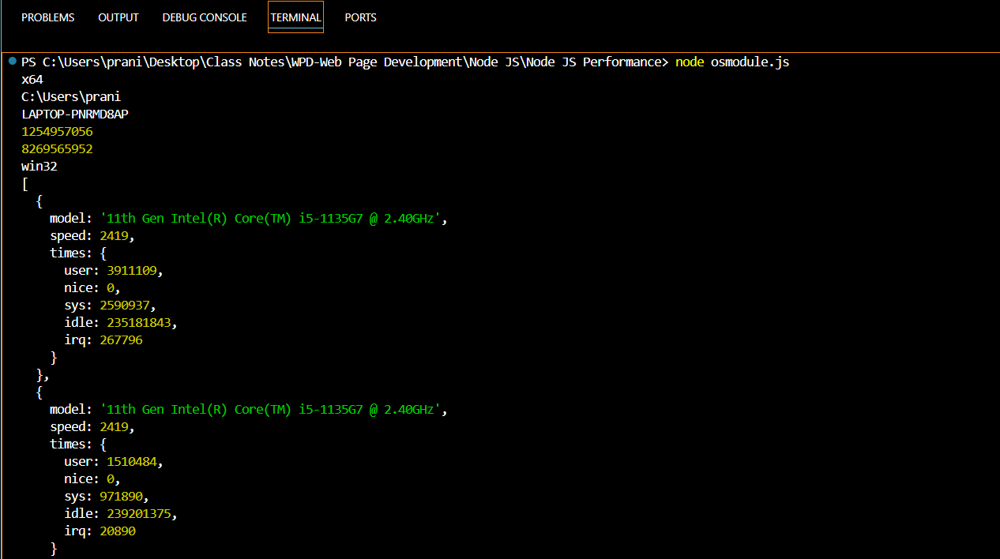 PROBLEMS OUTPUT DEBUG CONSOLE TERMINAL PORTS
PS C:\Users\prani\Desktop\Class Notes\WPD-Web Page Development\Node JS\Node JS Performance> node osmodule.js
x64
C:\Users\prani
LAPTOP-PNRMD8AP
1254957056
8269565952
win32
[
  {
    model: '11th Gen Intel(R) Core(TM) i5-1135G7 @ 2.40GHz',
    speed: 2419,
    times: {
      user: 3911109,
      nice: 0,
      sys: 2590937,
      idle: 235181843,
      irq: 267796
    }
  },
  {
    model: '11th Gen Intel(R) Core(TM) i5-1135G7 @ 2.40GHz',
    speed: 2419,
    times: {
      user: 1510484,
      nice: 0,
      sys: 971890,
      idle: 239201375,
      irq: 20890
    }